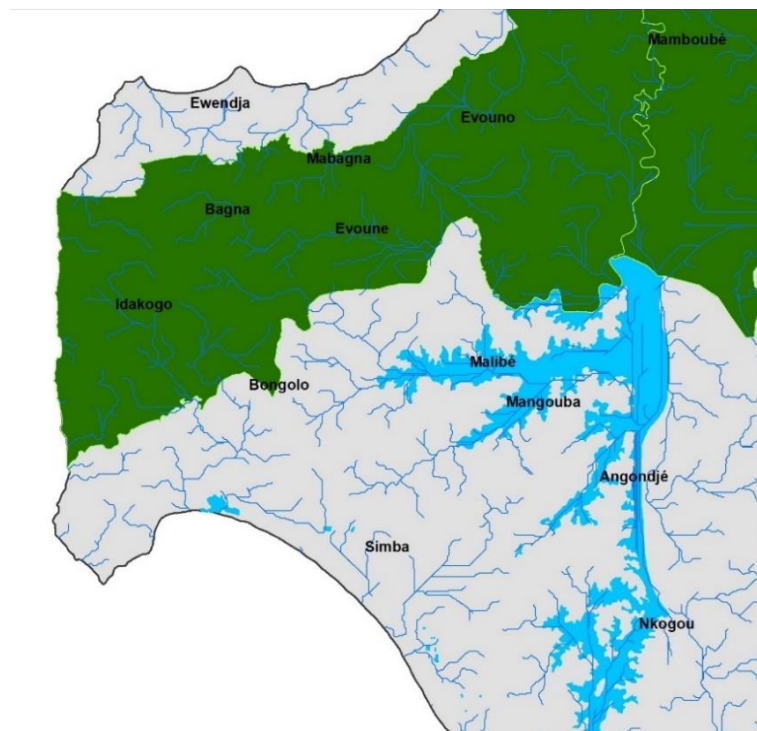 Mamboubé
Ewendja
Evouno
Mabagna
Bagna
Evoune
Idakogo
Malibé
Bongolo
Mangouba
Angondjé
Simba
Nkogou